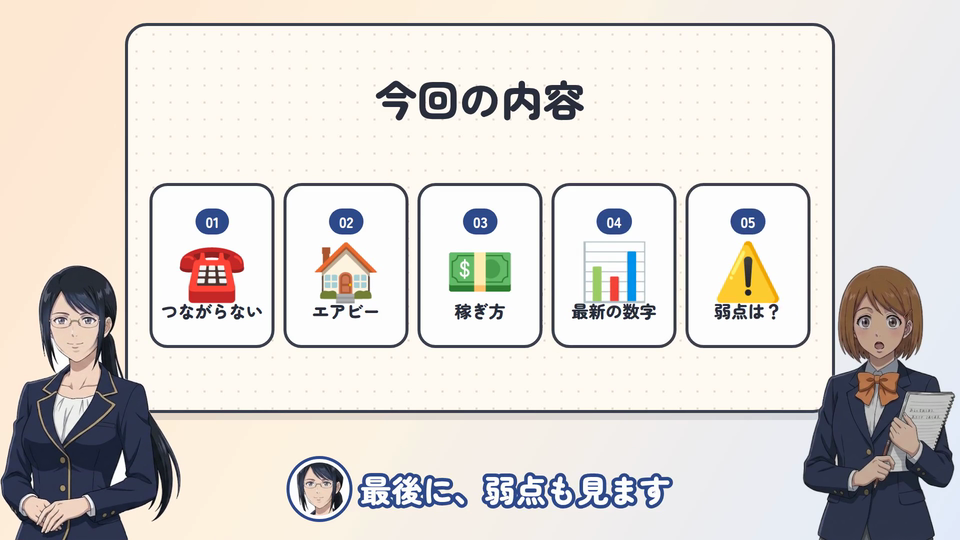 今回の内容
01
つながらない
02
エアビー
03
稼ぎ方
04
最新の数字
05
弱点は？
最後に、弱点も見ます